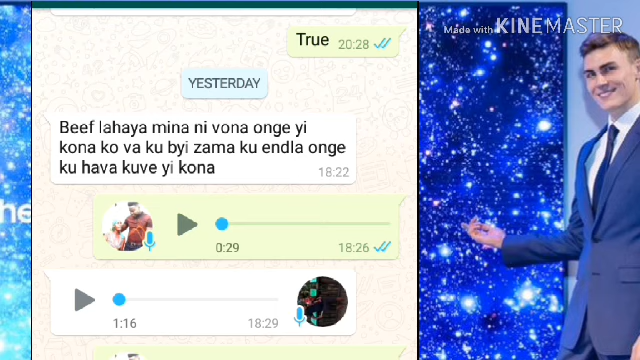 True 20:28
Made with KINEMASTER
YESTERDAY
Beef lahaya mina ni vona onge yi
kona ko va ku byi zama ku endla onge
ku hava kuve yi kona
18:22
he
0:29 18:26
1:16 18:29